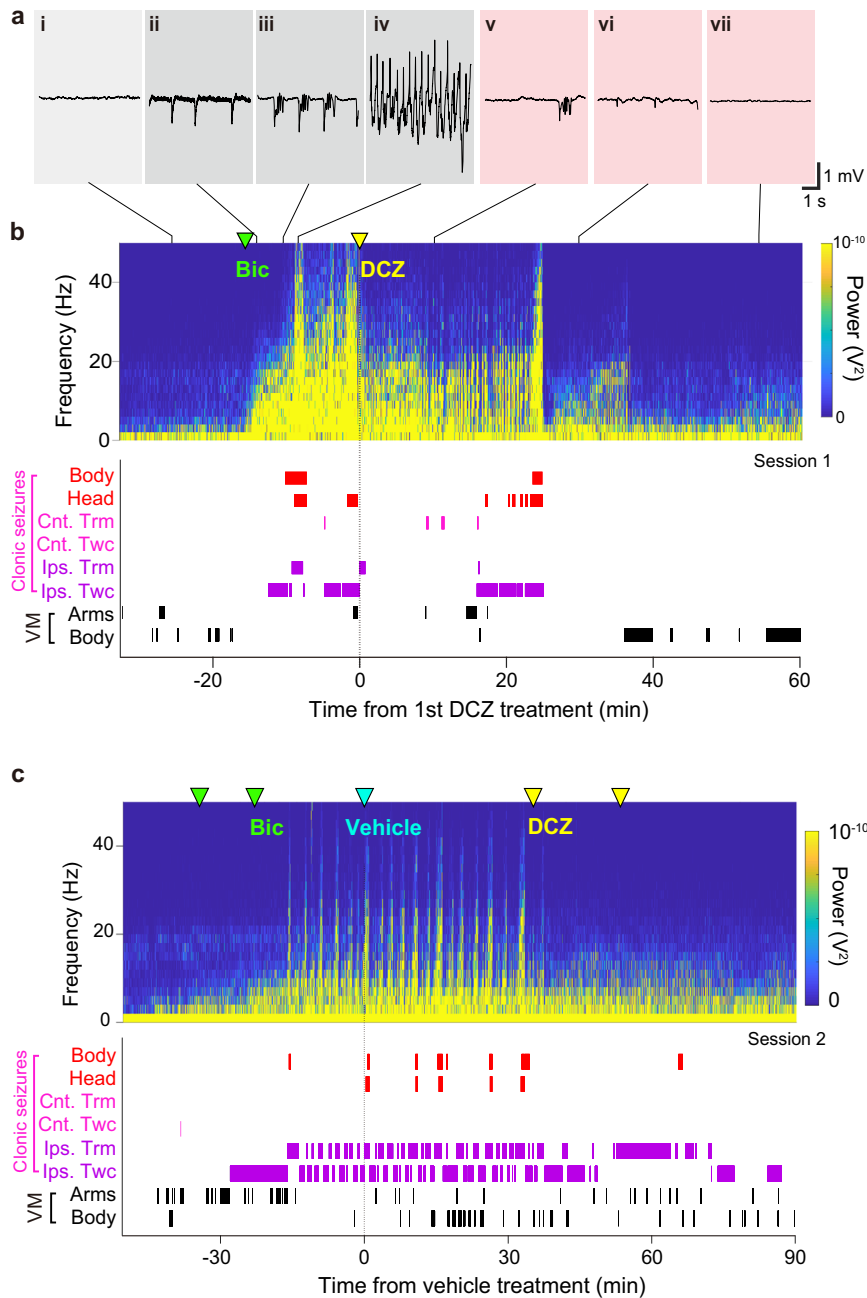 a
i ii iii iv v vi vii
1 mV
1 s
b
Bic DCZ
40
20
0
Frequency (Hz)
10-10
0
Power (V²)
Session 1
Clonic seizures
Body
Head
Cnt. Trm
Cnt. Twc
Ips. Trm
Ips. Twc
VM
Arms
Body
-20 0 20 40 60
Time from 1st DCZ treatment (min)
c
Bic Vehicle DCZ
40
20
0
Frequency (Hz)
10-10
0
Power (V²)
Session 2
Clonic seizures
Body
Head
Cnt. Trm
Cnt. Twc
Ips. Trm
Ips. Twc
VM
Arms
Body
-30 0 30 60 90
Time from vehicle treatment (min)